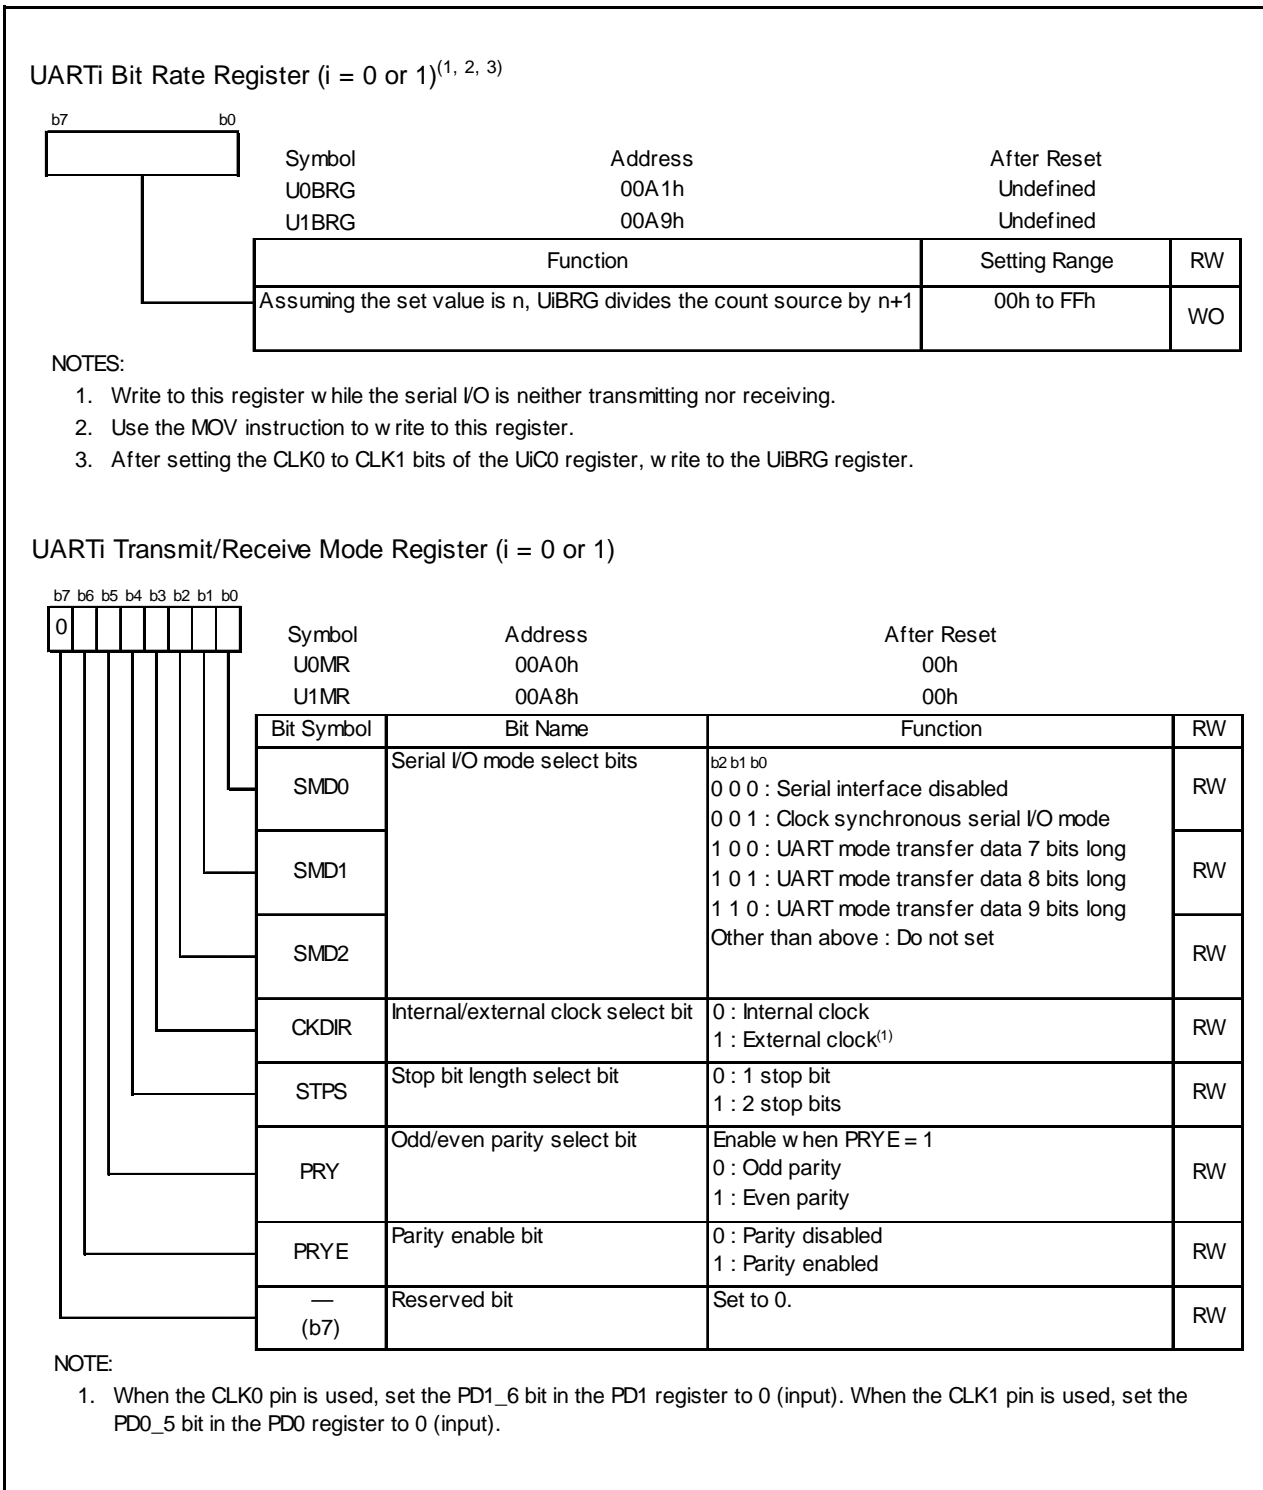 UARTi Bit Rate Register (i = 0 or 1)(1, 2, 3)
b7 b0
Symbol Address After Reset
U0BRG 00A1h Undefined
U1BRG 00A9h Undefined
Function Setting Range RW
Assuming the set value is n, UiBRG divides the count source by n+1 00h to FFh WO
NOTES:
1. Write to this register while the serial I/O is neither transmitting nor receiving.
2. Use the MOV instruction to write to this register.
3. After setting the CLK0 to CLK1 bits of the UiC0 register, write to the UiBRG register.
UARTi Transmit/Receive Mode Register (i = 0 or 1)
b7 b6 b5 b4 b3 b2 b1 b0
0
Symbol Address After Reset
U0MR 00A0h 00h
U1MR 00A8h 00h
Bit Symbol Bit Name Function RW
SMD0 Serial I/O mode select bits b2 b1 b0
0 0 0 : Serial interface disabled RW
0 0 1 : Clock synchronous serial I/O mode
1 0 0 : UART mode transfer data 7 bits long
SMD1 1 0 1 : UART mode transfer data 8 bits long RW
1 1 0 : UART mode transfer data 9 bits long
Other than above : Do not set
SMD2 RW
CKDIR Internal/external clock select bit 0 : Internal clock
1 : External clock(1) RW
STPS Stop bit length select bit 0 : 1 stop bit
1 : 2 stop bits RW
PRY Odd/even parity select bit Enable when PRYE = 1
0 : Odd parity RW
1 : Even parity
PRYE Parity enable bit 0 : Parity disabled
1 : Parity enabled RW
— Reserved bit Set to 0. RW
(b7)
NOTE:
1. When the CLK0 pin is used, set the PD1_6 bit in the PD1 register to 0 (input). When the CLK1 pin is used, set the
PD0_5 bit in the PD0 register to 0 (input).